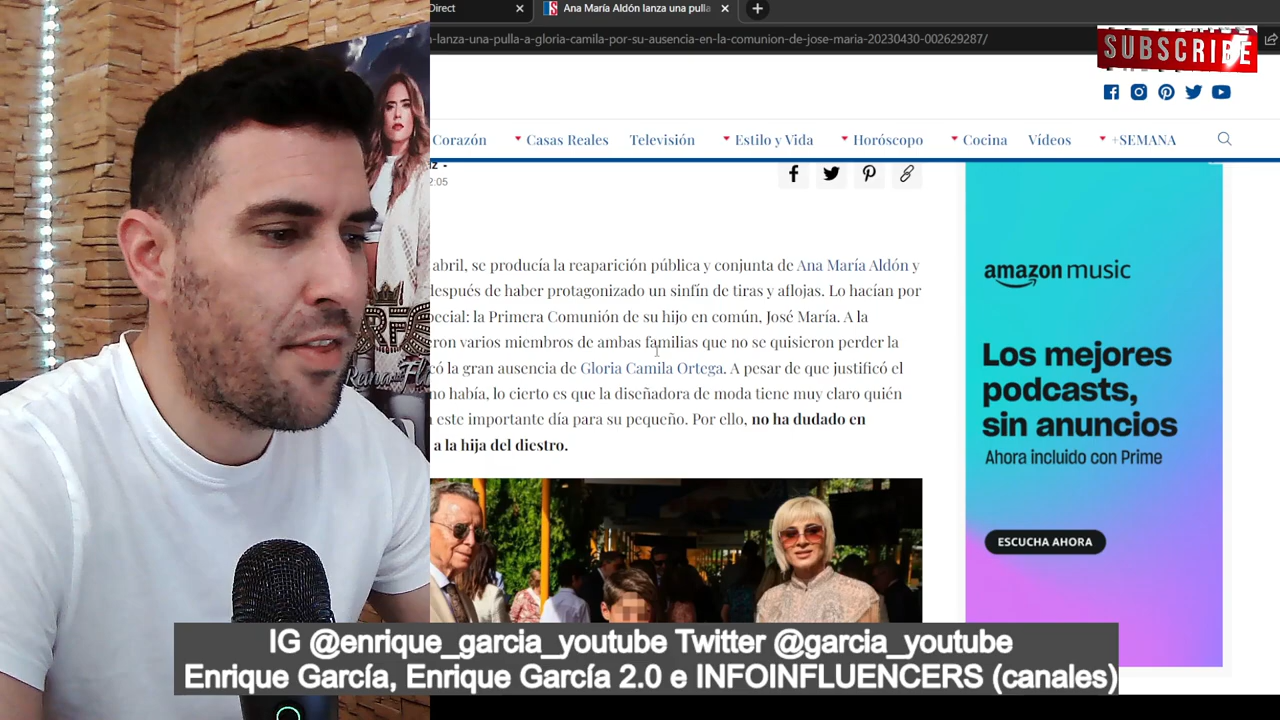 Direct
Ana María Aldón lanza una pulla
-lanza-una-pulla-a-gloria-camila-por-su-ausencia-en-la-comunion-de-jose-maria-20230430-002629287/
SUBSCRIBE
Corazón
Casas Reales
Televisión
Estilo y Vida
Horóscopo
Cocina
Vídeos
+SEMANA
2:05
abril, se producía la reaparición pública y conjunta de Ana María Aldón y
después de haber protagonizado un sinfín de tiras y aflojas. Lo hacían por
pecial: la Primera Comunión de su hijo en común, José María. A la
ron varios miembros de ambas familias que no se quisieron perder la
có la gran ausencia de Gloria Camila Ortega. A pesar de que justificó el
no había, lo cierto es que la diseñadora de moda tiene muy claro quién
este importante día para su pequeño. Por ello, no ha dudado en
a la hija del diestro.
amazon music
Los mejores
podcasts,
sin anuncios
Ahora incluido con Prime
ESCUCHA AHORA
IG @enrique_garcia_youtube Twitter @garcia_youtube
Enrique García, Enrique García 2.0 e INFOINFLUENCERS (canales)